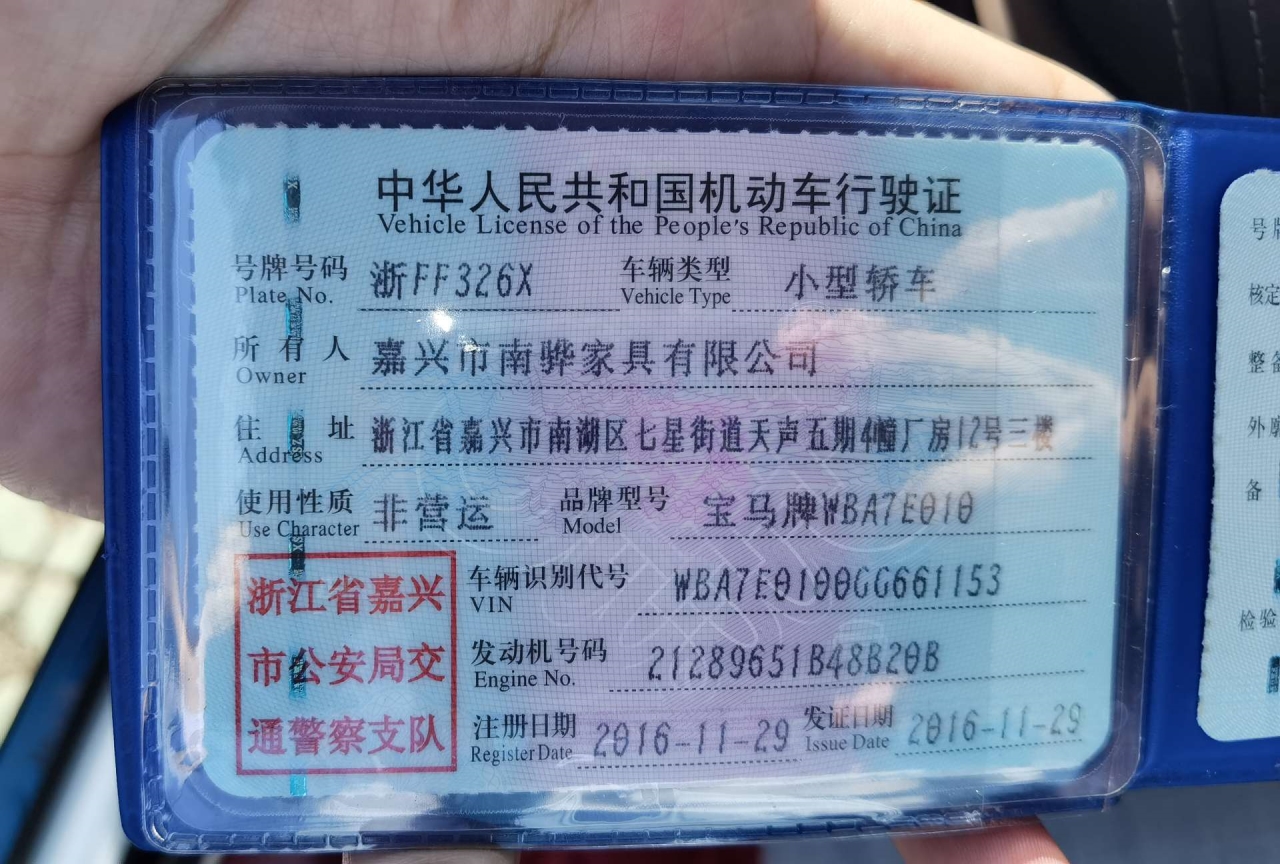 中华人民共和国机动车行驶证
Vehicle License of the People's Republic of China
号牌号码 浙FF326X 车辆类型 小型轿车
Plate No. Vehicle Type
所有人 嘉兴市南骅家具有限公司
Owner
住址 浙江省嘉兴市南湖区七星街道天声五期4幢厂房12号三楼
Address
使用性质 非营运 品牌型号 宝马牌WBA7E010
Use Character Model
浙江省嘉兴
市公安局交
通警察支队
车辆识别代号 WBA7E0100GG661153
VIN
发动机号码 21289651B48B20B
Engine No.
注册日期 2016-11-29 发证日期 2016-11-29
Register Date Issue Date
号
核定
整备
外
备
检验